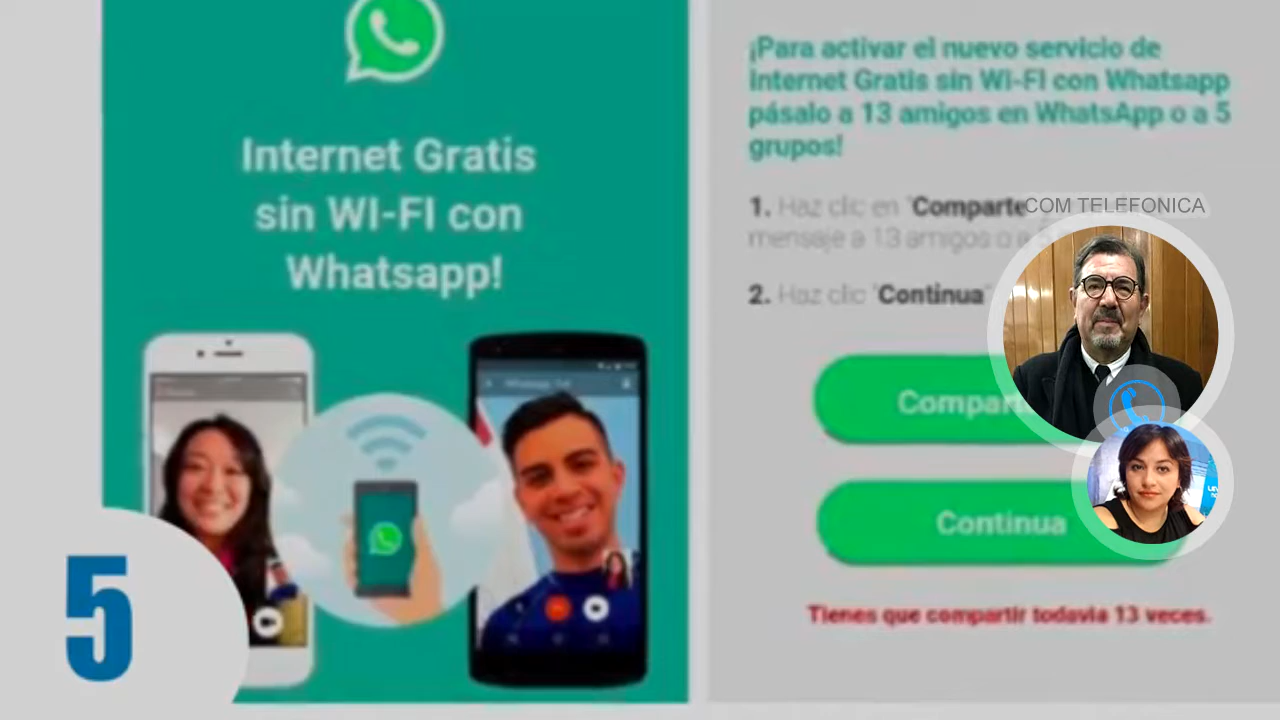 Internet Gratis
sin WI-FI con
Whatsapp!
¡Para activar el nuevo servicio de
Internet Gratis sin WI-FI con Whatsapp
pásalo a 13 amigos en WhatsApp o a 5
grupos!
1. Haz clic en "Comparte
mensaje a 13 amigos o a 5
2. Haz clic "Continua"
COM TELEFONICA
Comparte
Continua
Tienes que compartir todavia 13 veces.
5